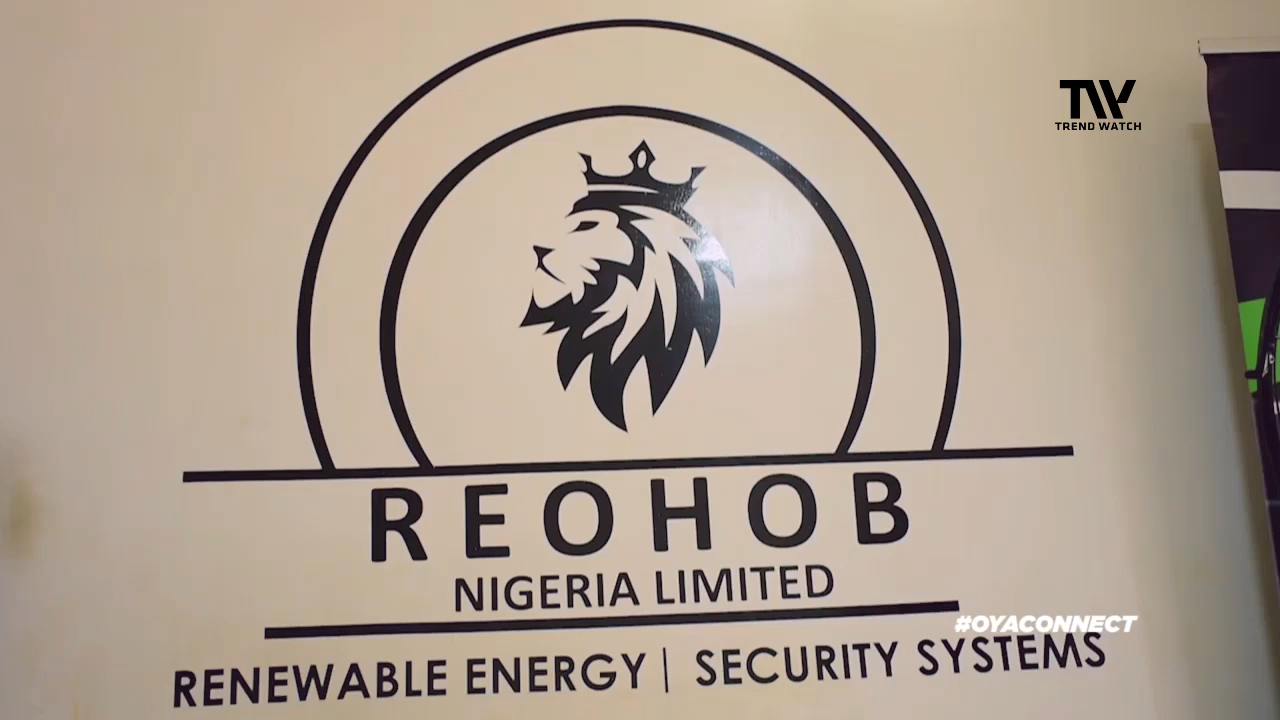 TW
TREND WATCH
REOHOB
NIGERIA LIMITED
#OYACONNECT
RENEWABLE ENERGY | SECURITY SYSTEMS